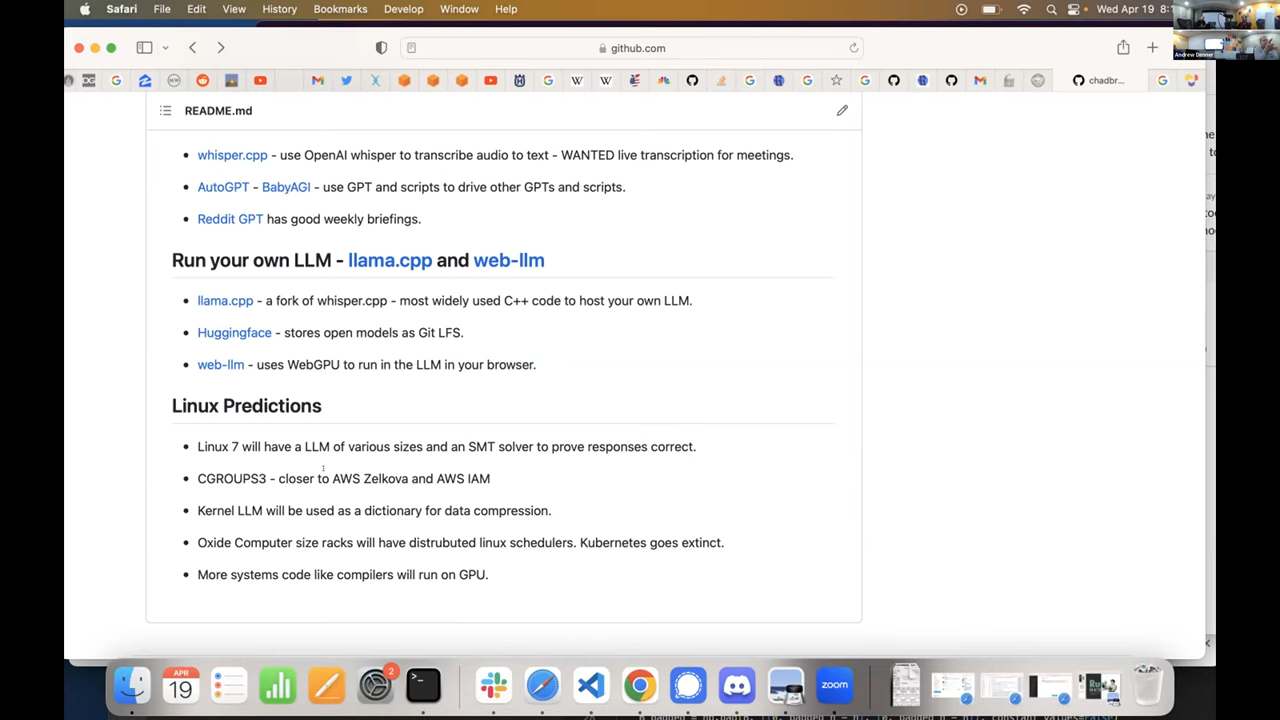 Safari File Edit View History Bookmarks Develop Window Help
Wed Apr 19
github.com
Andrew Denner
chadbr...
README.md
whisper.cpp - use OpenAI whisper to transcribe audio to text - WANTED live transcription for meetings.
AutoGPT - BabyAGI - use GPT and scripts to drive other GPTs and scripts.
Reddit GPT has good weekly briefings.
Run your own LLM - llama.cpp and web-llm
llama.cpp - a fork of whisper.cpp - most widely used C++ code to host your own LLM.
Huggingface - stores open models as Git LFS.
web-llm - uses WebGPU to run in the LLM in your browser.
Linux Predictions
Linux 7 will have a LLM of various sizes and an SMT solver to prove responses correct.
CGROUPS3 - closer to AWS Zelkova and AWS IAM
Kernel LLM will be used as a dictionary for data compression.
Oxide Computer size racks will have distrubuted linux schedulers. Kubernetes goes extinct.
More systems code like compilers will run on GPU.
APR
19
2
zoom